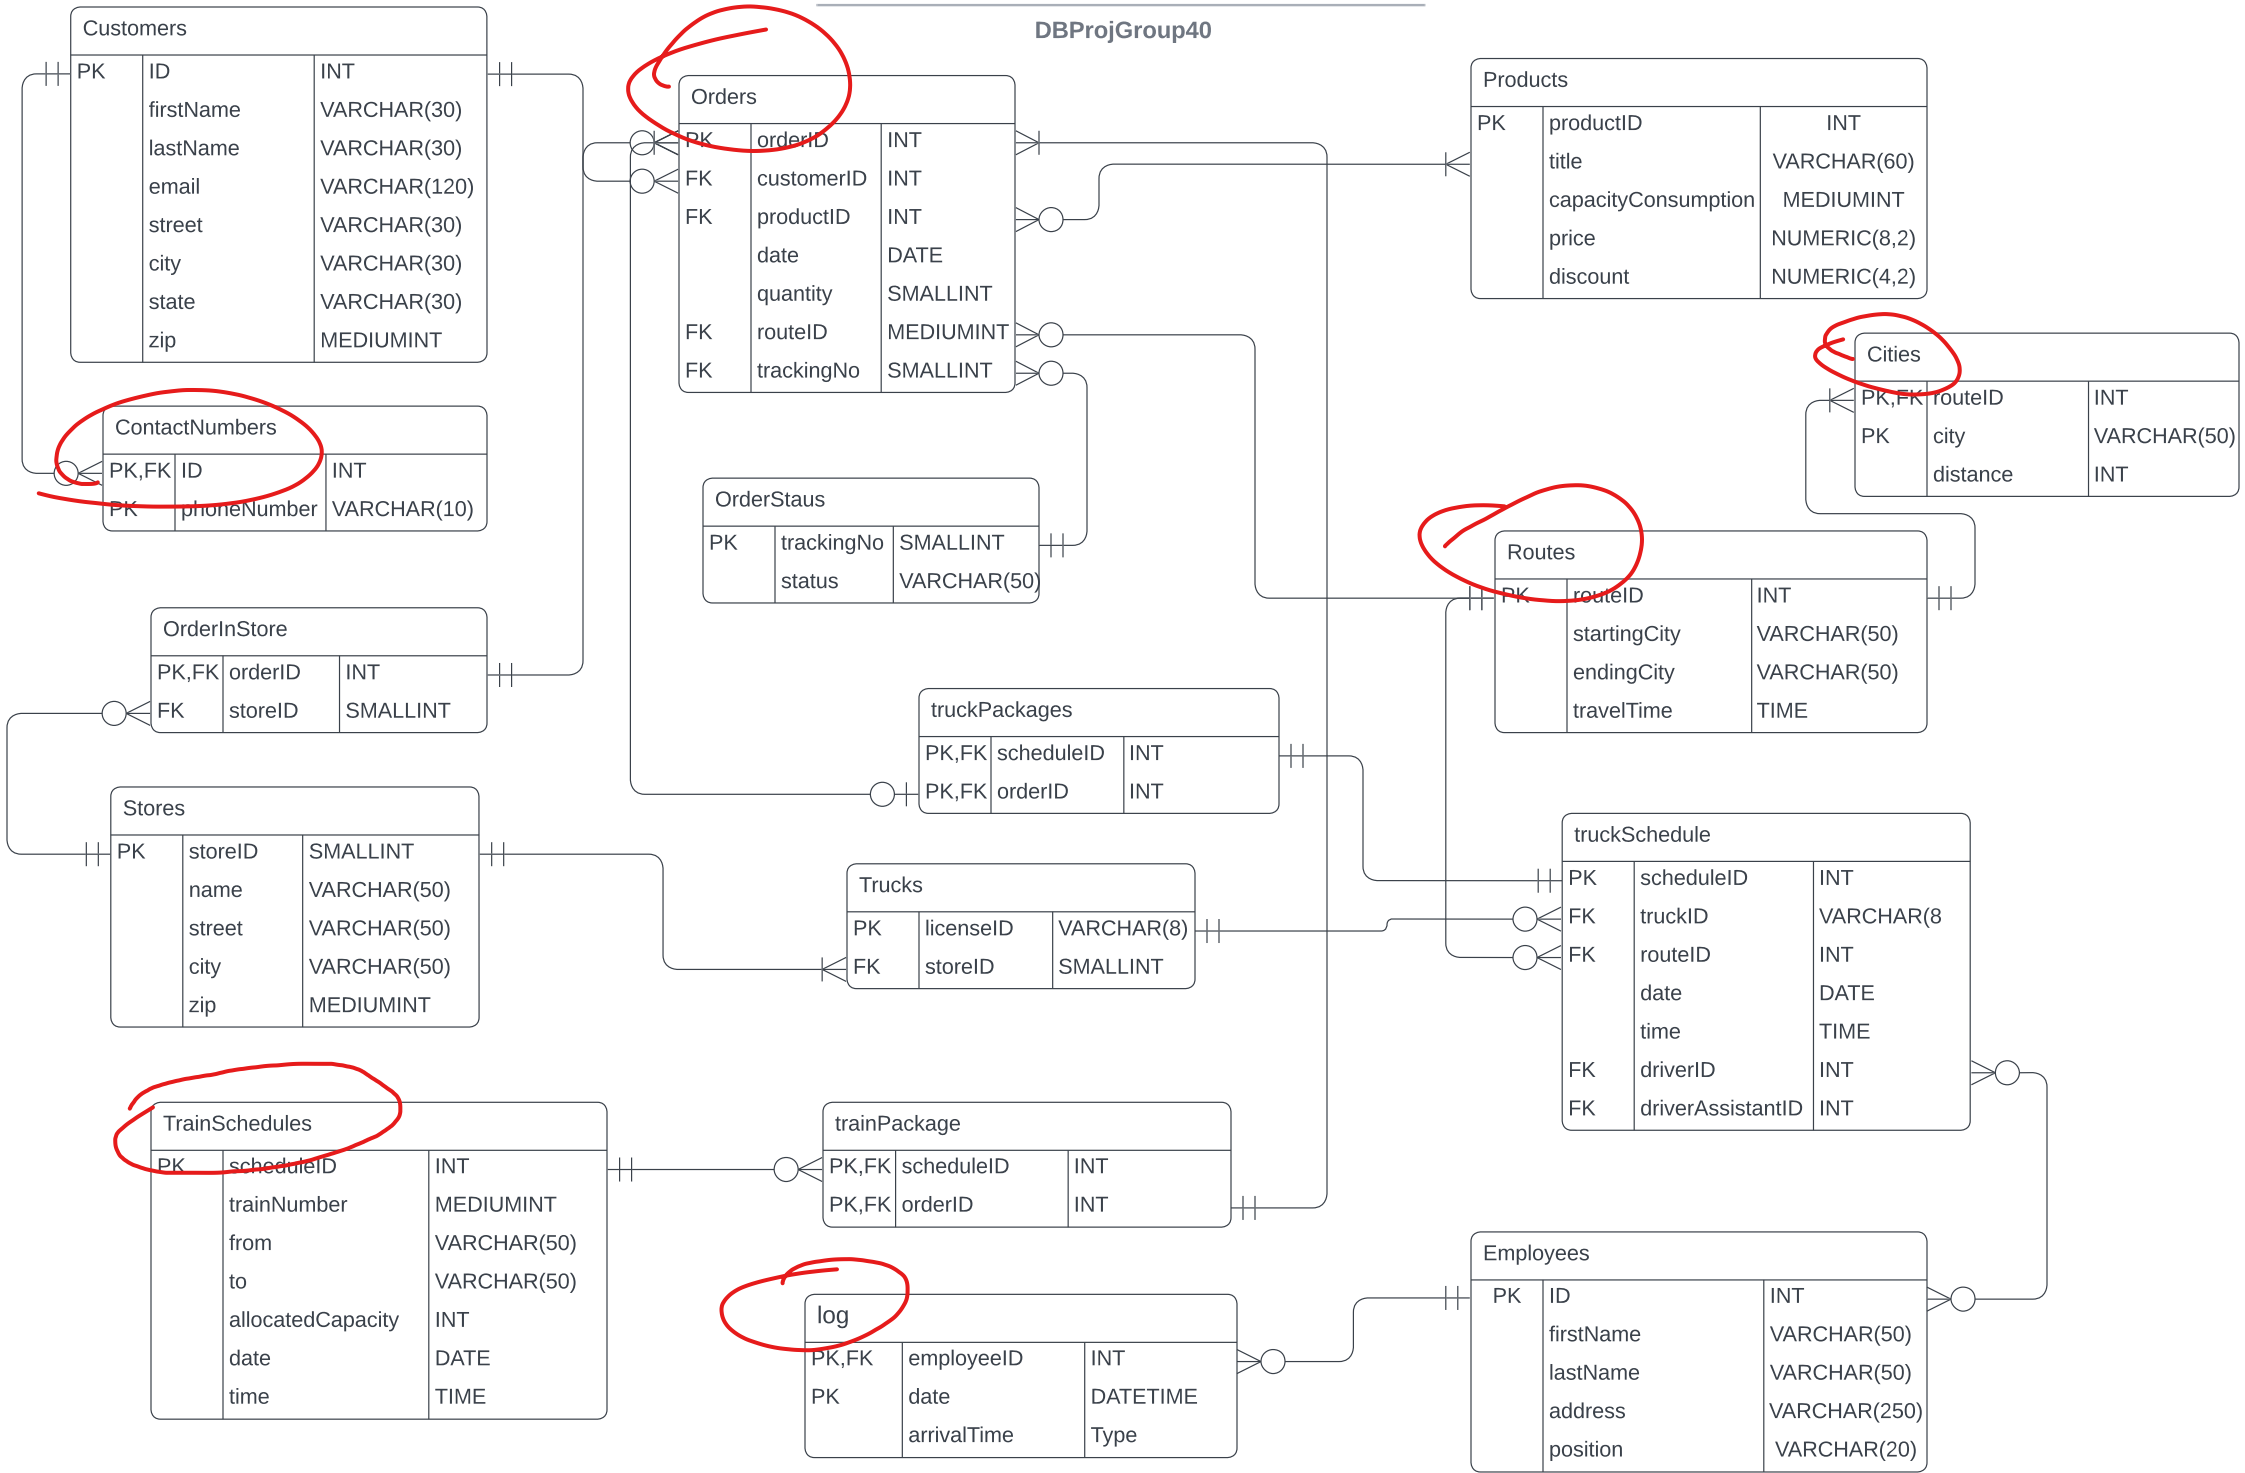 DBProjGroup40
Customers
PK ID INT
firstName VARCHAR(30)
lastName VARCHAR(30)
email VARCHAR(120)
street VARCHAR(30)
city VARCHAR(30)
state VARCHAR(30)
zip MEDIUMINT
Orders
PK orderID INT
FK customerID INT
FK productID INT
date DATE
quantity SMALLINT
FK routeID MEDIUMINT
FK trackingNo SMALLINT
Products
PK productID INT
title VARCHAR(60)
capacityConsumption MEDIUMINT
price NUMERIC(8,2)
discount NUMERIC(4,2)
Cities
PK,FK routeID INT
PK city VARCHAR(50)
distance INT
ContactNumbers
PK,FK ID INT
PK phoneNumber VARCHAR(10)
OrderStaus
PK trackingNo SMALLINT
status VARCHAR(50)
Routes
PK routeID INT
startingCity VARCHAR(50)
endingCity VARCHAR(50)
travelTime TIME
OrderInStore
PK,FK orderID INT
FK storeID SMALLINT
truckPackages
PK,FK scheduleID INT
PK,FK orderID INT
Stores
PK storeID SMALLINT
name VARCHAR(50)
street VARCHAR(50)
city VARCHAR(50)
zip MEDIUMINT
Trucks
PK licenseID VARCHAR(8)
FK storeID SMALLINT
truckSchedule
PK scheduleID INT
FK truckID VARCHAR(8
FK routeID INT
date DATE
time TIME
FK driverID INT
FK driverAssistantID INT
TrainSchedules
PK scheduleID INT
trainNumber MEDIUMINT
from VARCHAR(50)
to VARCHAR(50)
allocatedCapacity INT
date DATE
time TIME
trainPackage
PK,FK scheduleID INT
PK,FK orderID INT
log
PK,FK employeeID INT
PK date DATETIME
arrivalTime Type
Employees
PK ID INT
firstName VARCHAR(50)
lastName VARCHAR(50)
address VARCHAR(250)
position VARCHAR(20)